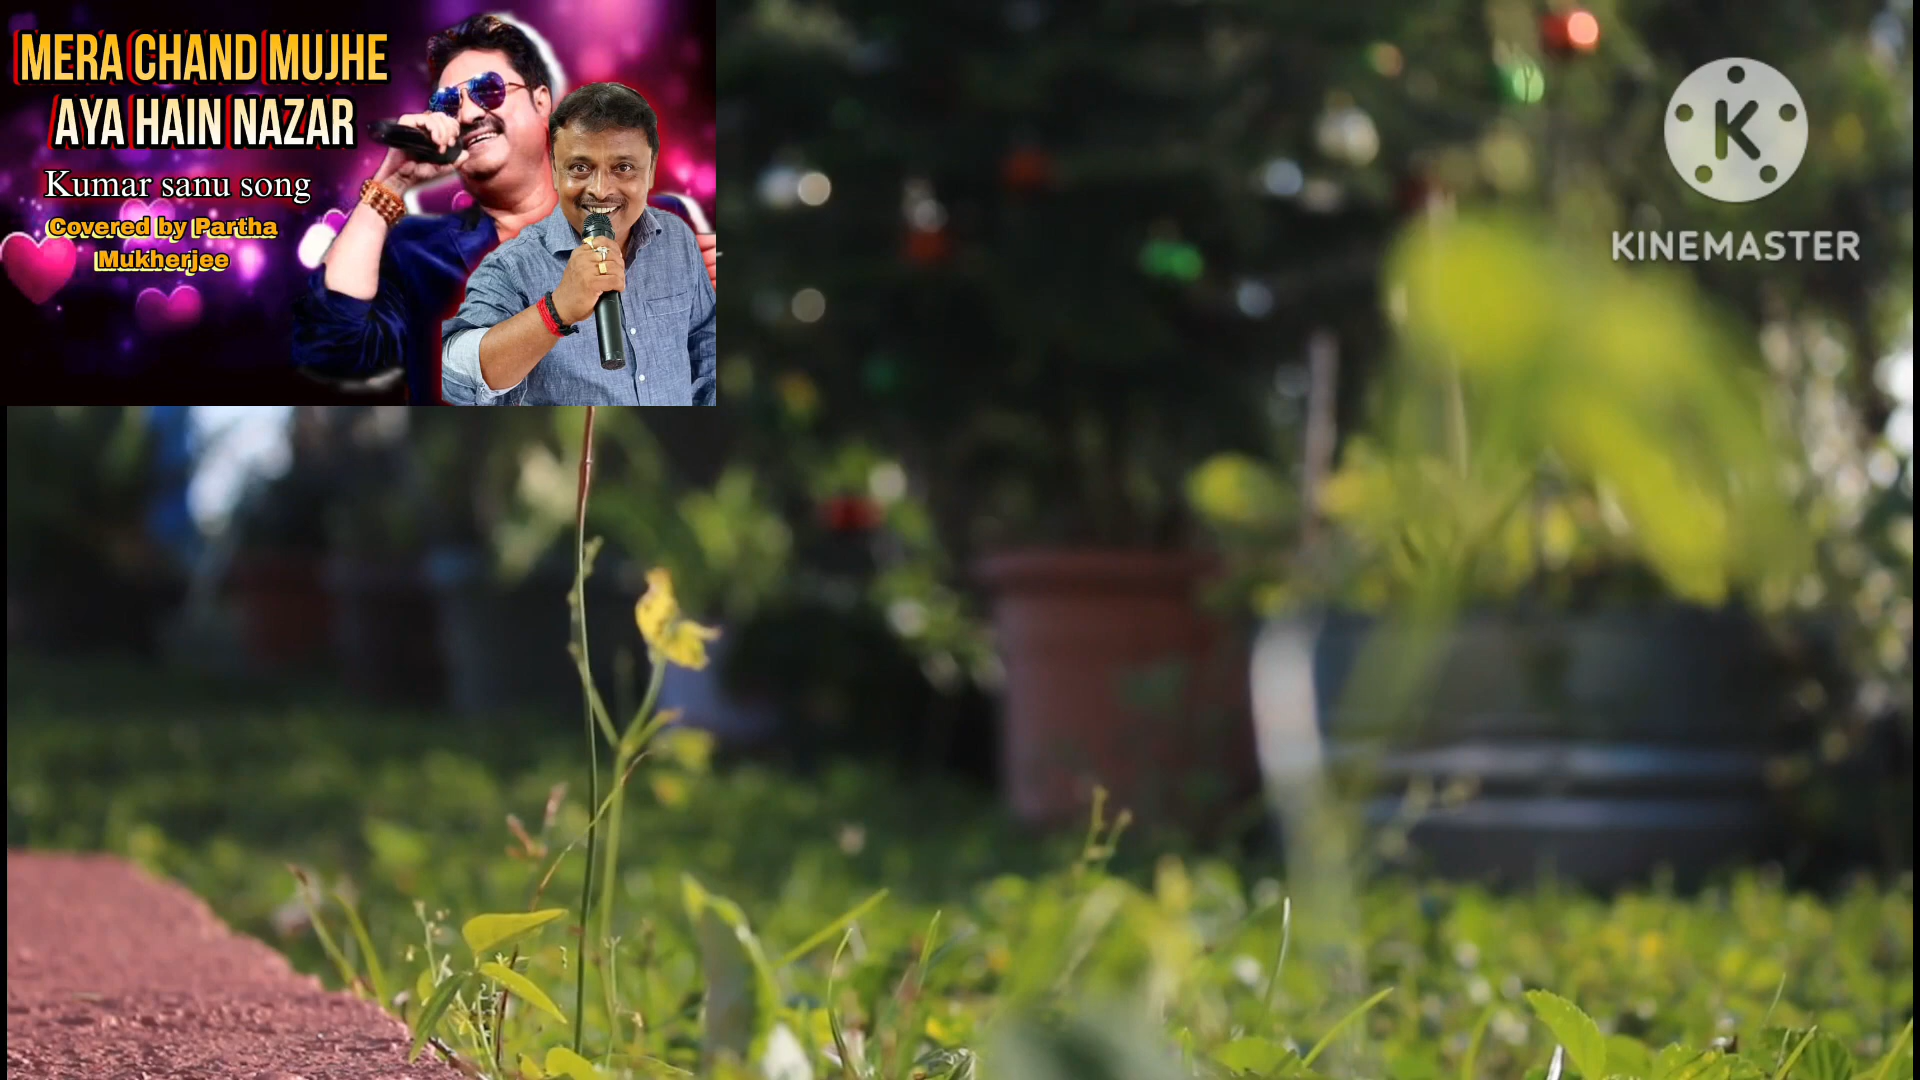 MERA CHAND MUJHE
AYA HAIN NAZAR
Kumar sanu song
Covered by Partha
Mukherjee
K
KINEMASTER